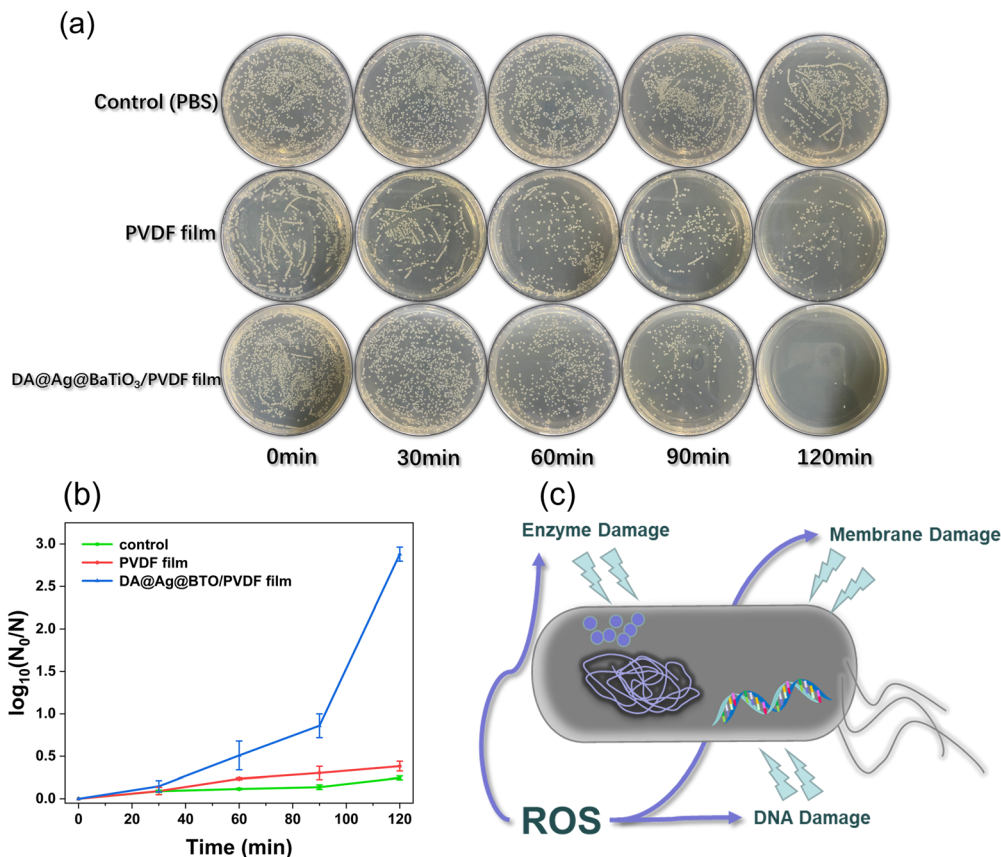 (a)
Control (PBS)
PVDF film
DA@Ag@BaTiO₃/PVDF film
0min 30min 60min 90min 120min
(b)
control
PVDF film
DA@Ag@BTO/PVDF film
log₁₀(N₀/N)
3.0
2.5
2.0
1.5
1.0
0.5
0.0
0 20 40 60 80 100 120
Time (min)
(c)
Enzyme Damage
Membrane Damage
ROS
DNA Damage